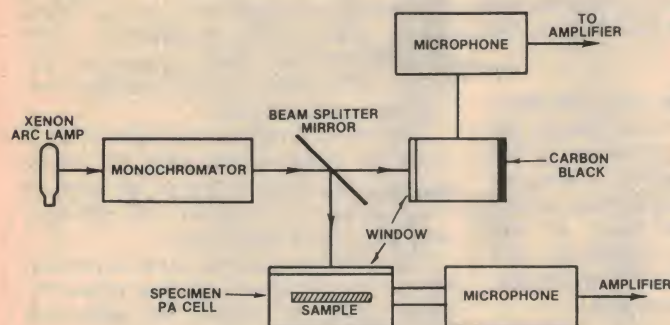 TO
AMPLIFIER
MICROPHONE
XENON
ARC LAMP
BEAM SPLITTER
MIRROR
MONOCHROMATOR
CARBON
BLACK
WINDOW
SPECIMEN
PA CELL
SAMPLE
MICROPHONE
AMPLIFIER